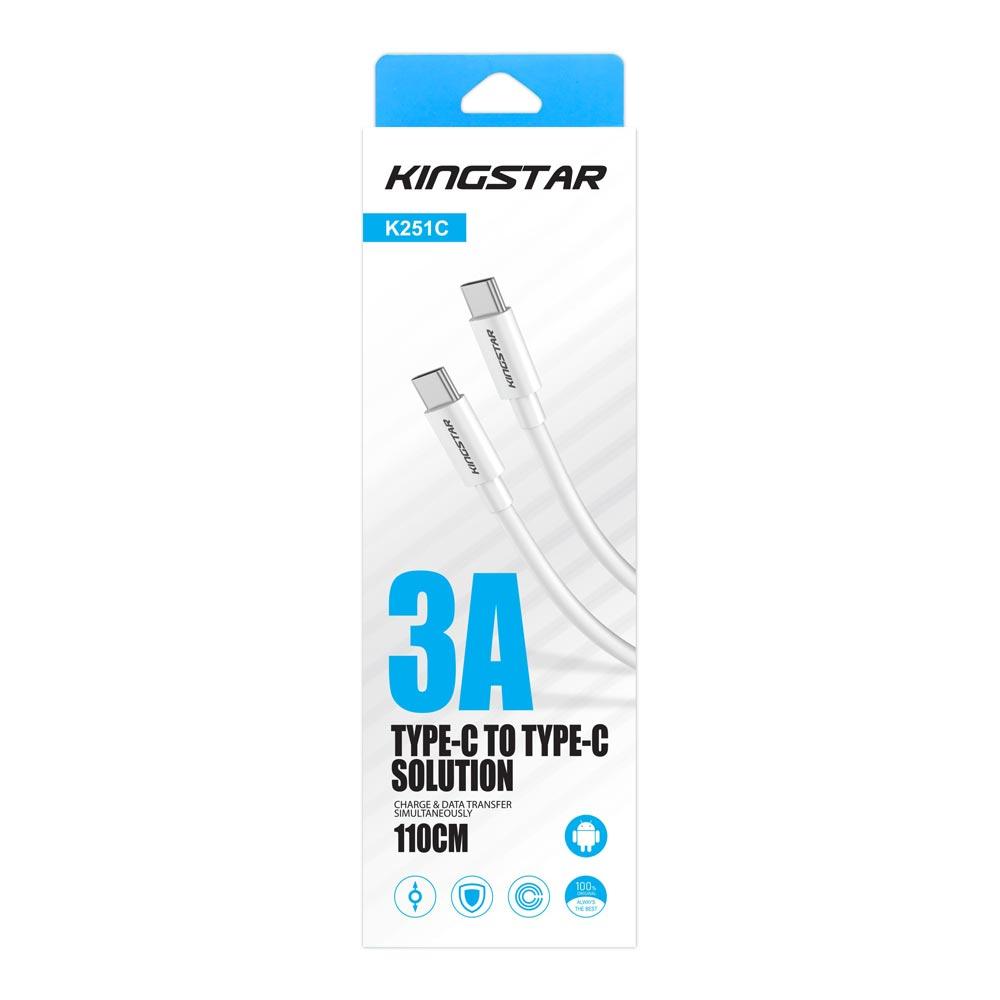 KINGSTAR
K251C
KINGSTAR
KINGSTAR
3A
TYPE-C TO TYPE-C
SOLUTION
CHARGE & DATA TRANSFER
SIMULTANEOUSLY
110CM
100%
ORIGINAL
ALWAYS
THE BEST